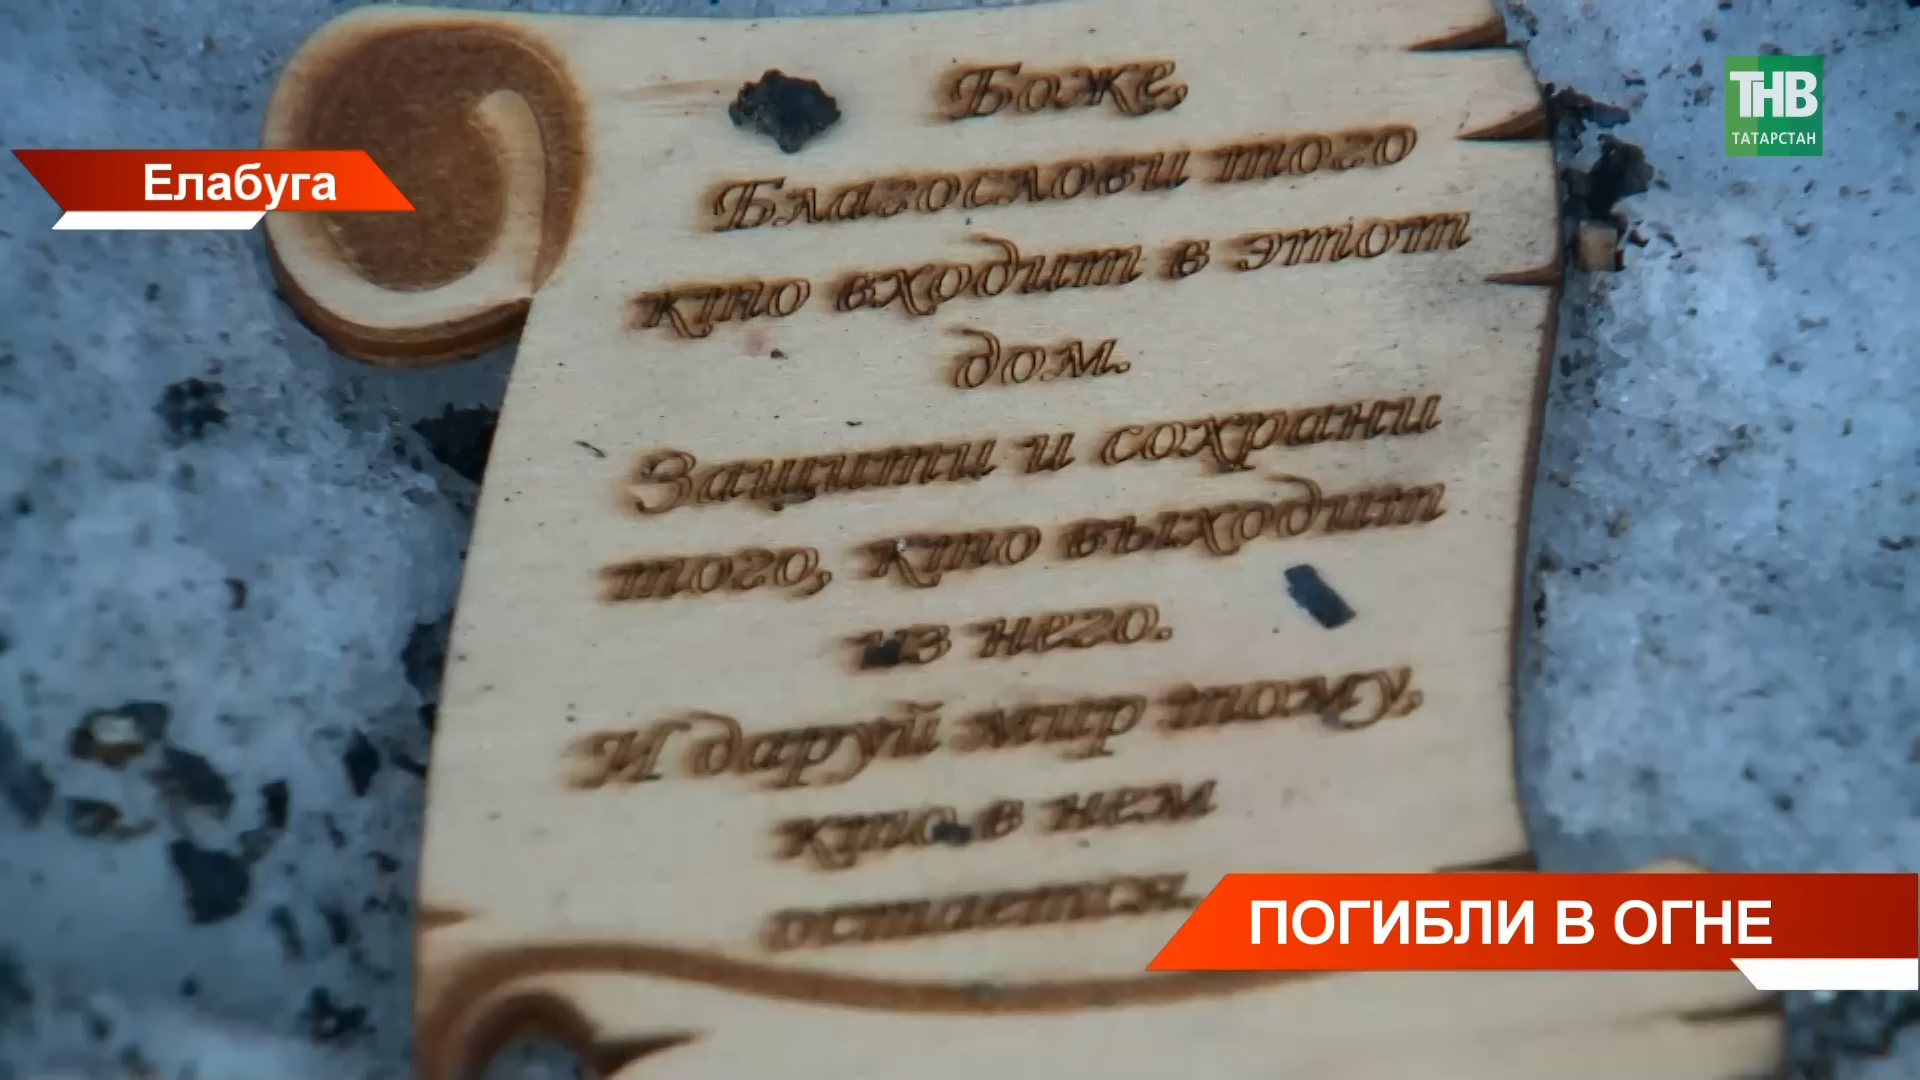 Боже,
Благослови того
кто входит в этот
дом.
Защити и сохрани
того, кто выходит
из него.
И даруй мир тому,
кто в нем
остается.
Елабуга
ТНВ
ТАТАРСТАН
ПОГИБЛИ В ОГНЕ